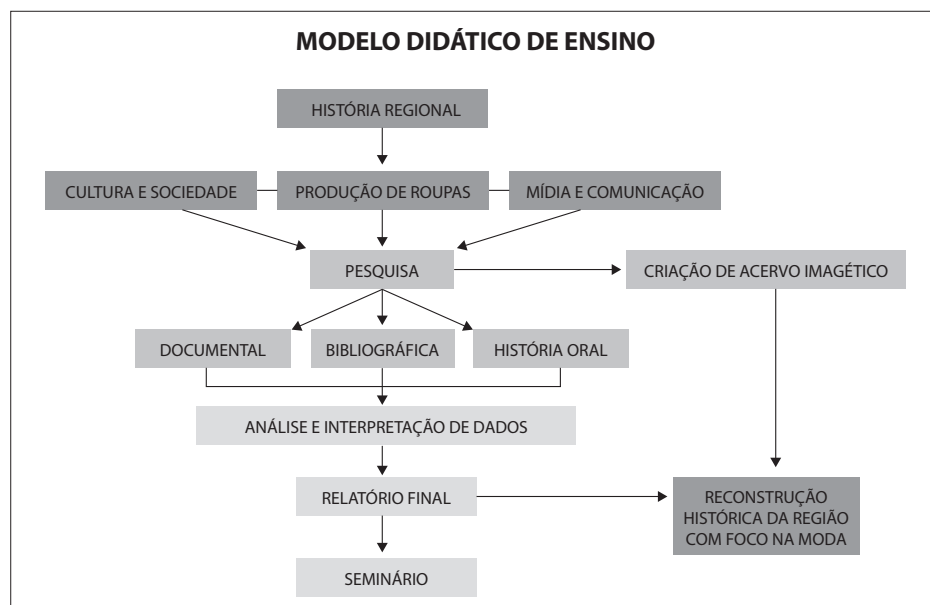 MODELO DIDÁTICO DE ENSINO
HISTÓRIA REGIONAL
CULTURA E SOCIEDADE
PRODUÇÃO DE ROUPAS
MÍDIA E COMUNICAÇÃO
PESQUISA
CRIAÇÃO DE ACERVO IMAGÉTICO
DOCUMENTAL
BIBLIOGRÁFICA
HISTÓRIA ORAL
ANÁLISE E INTERPRETAÇÃO DE DADOS
RELATÓRIO FINAL
RECONSTRUÇÃO
HISTÓRICA DA REGIÃO
COM FOCO NA MODA
SEMINÁRIO